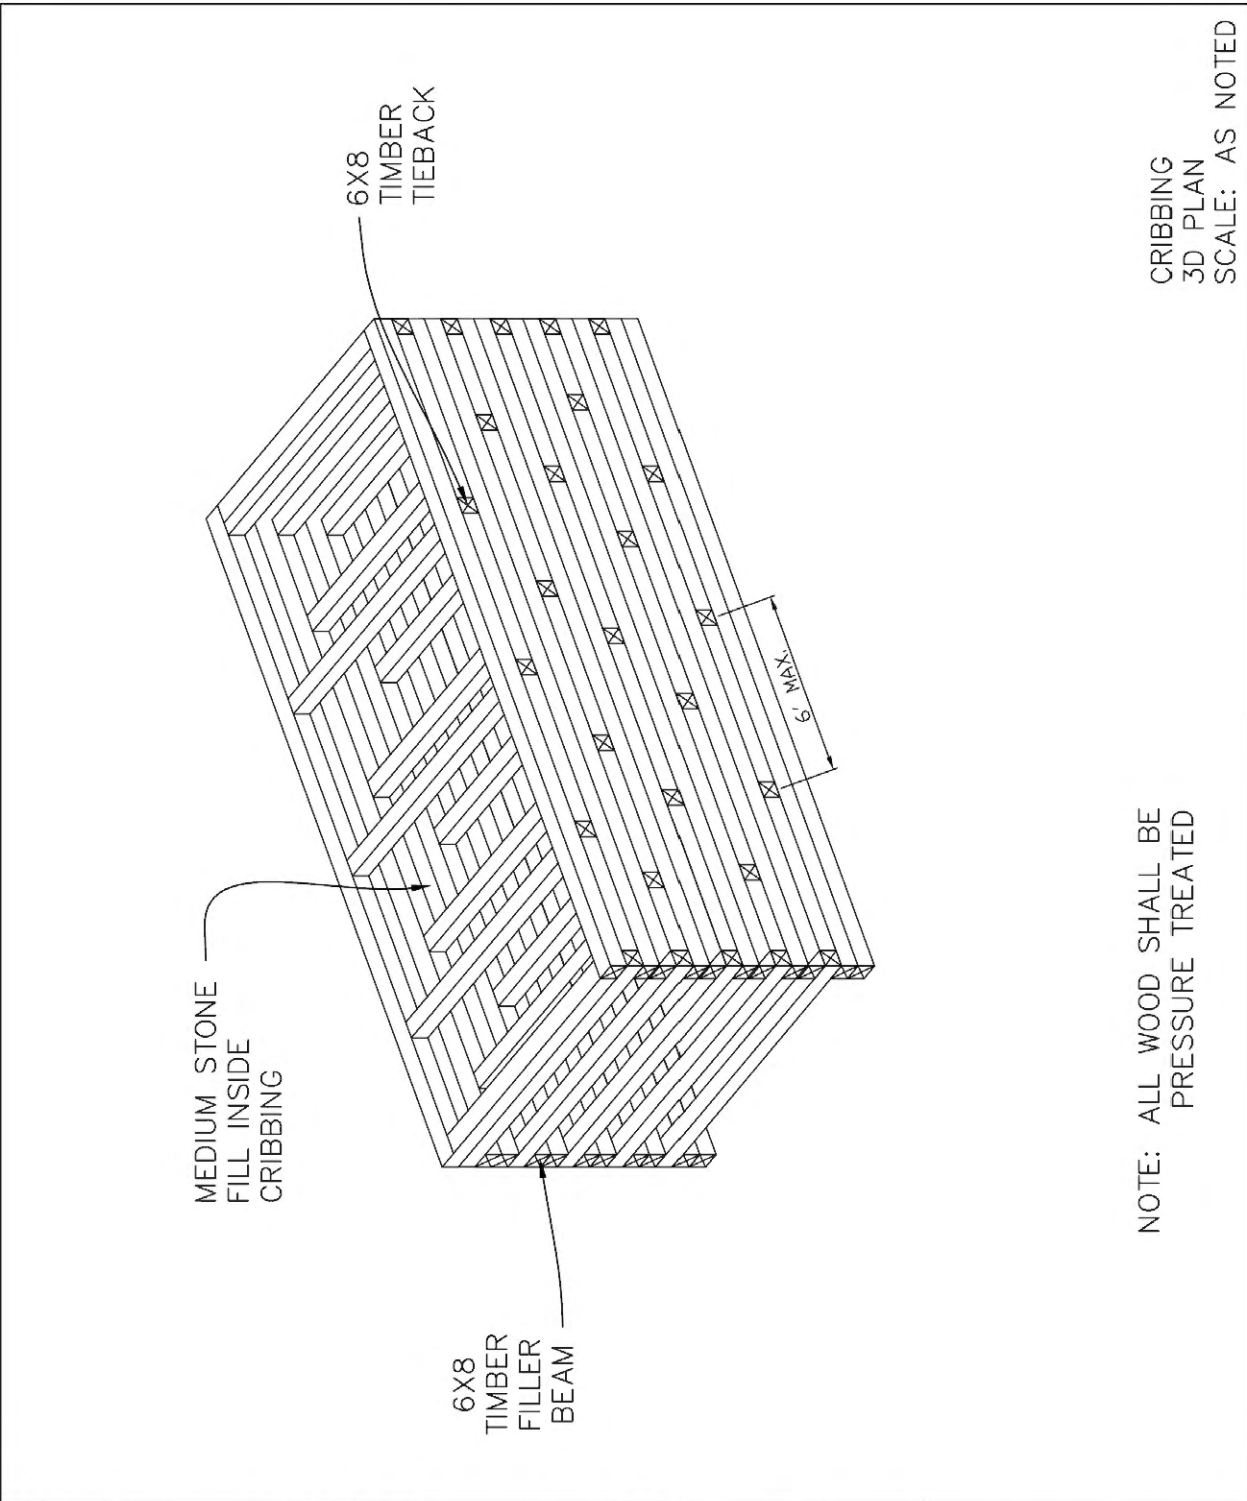 MEDIUM STONE
FILL INSIDE
CRIBBING
6X8
TIMBER
TIEBACK
6X8
TIMBER
FILLER
BEAM
6' MAX.
NOTE: ALL WOOD SHALL BE
PRESSURE TREATED
CRIBBING
3D PLAN
SCALE: AS NOTED